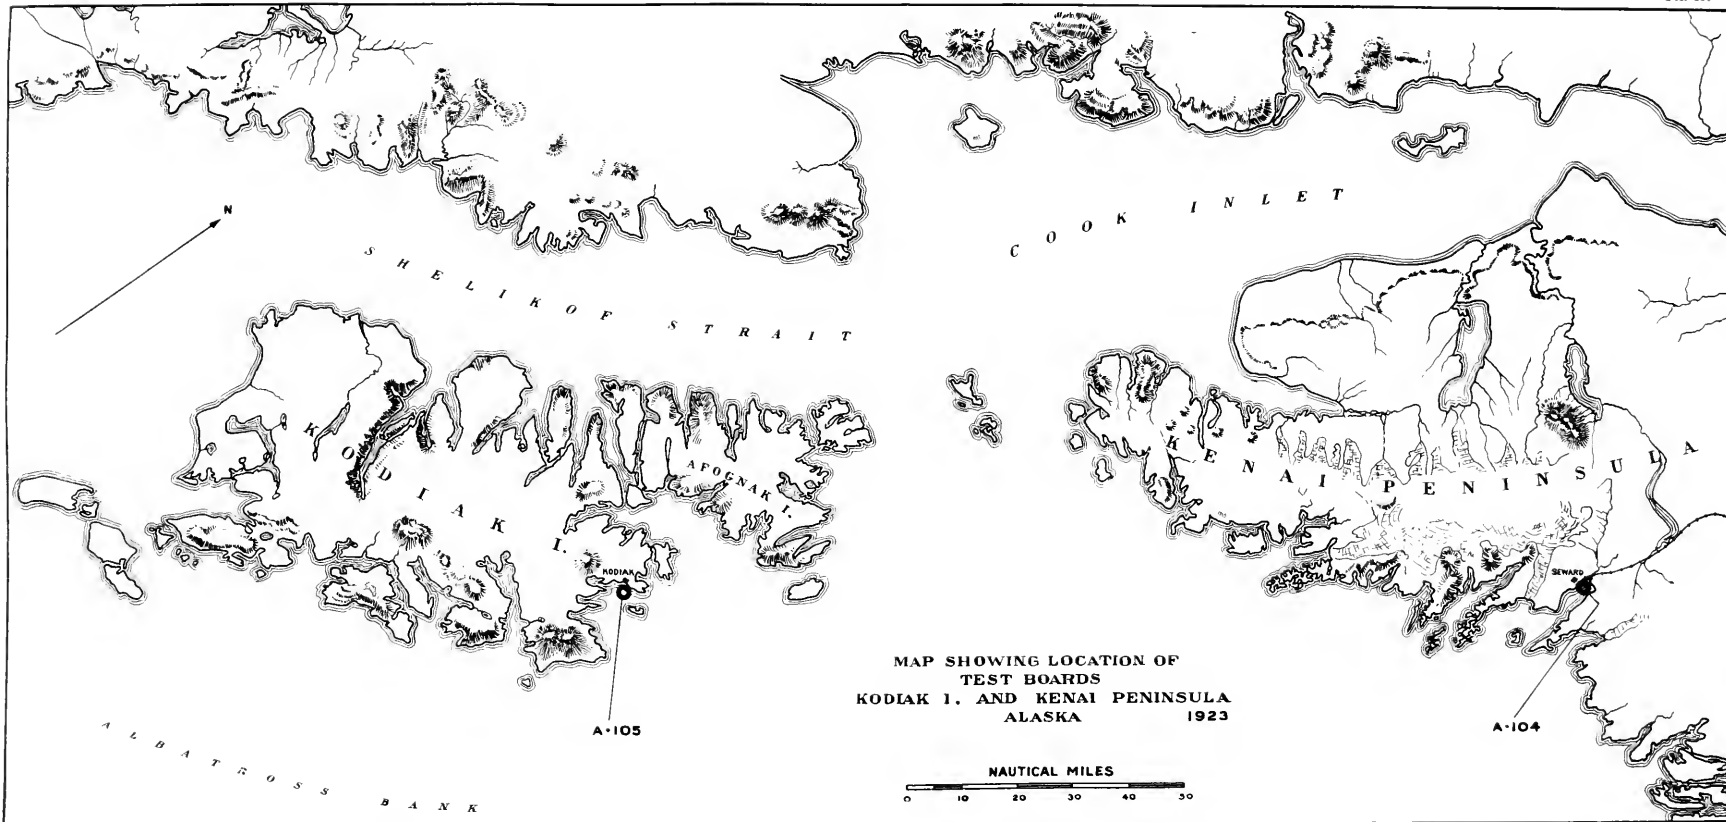 N
COOK INLET
SHELIKOF STRAIT
KODIAK I.
AFOGNAK I.
KENAI PENINSULA
KODIAK
SEWARD
MAP SHOWING LOCATION OF
TEST BOARDS
KODIAK I. AND KENAI PENINSULA
ALASKA 1923
A-105
A-104
ALBATROSS BANK
NAUTICAL MILES
0 10 20 30 40 50